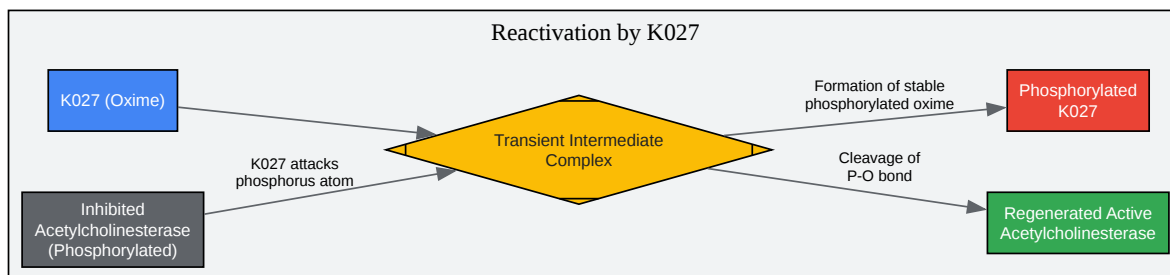 Reactivation by K027
K027 (Oxime)
K027 attacks
phosphorus atom
Inhibited
Acetylcholinesterase
(Phosphorylated)
Transient Intermediate
Complex
Formation of stable
phosphorylated oxime
Phosphorylated
K027
Cleavage of
P-O bond
Regenerated Active
Acetylcholinesterase